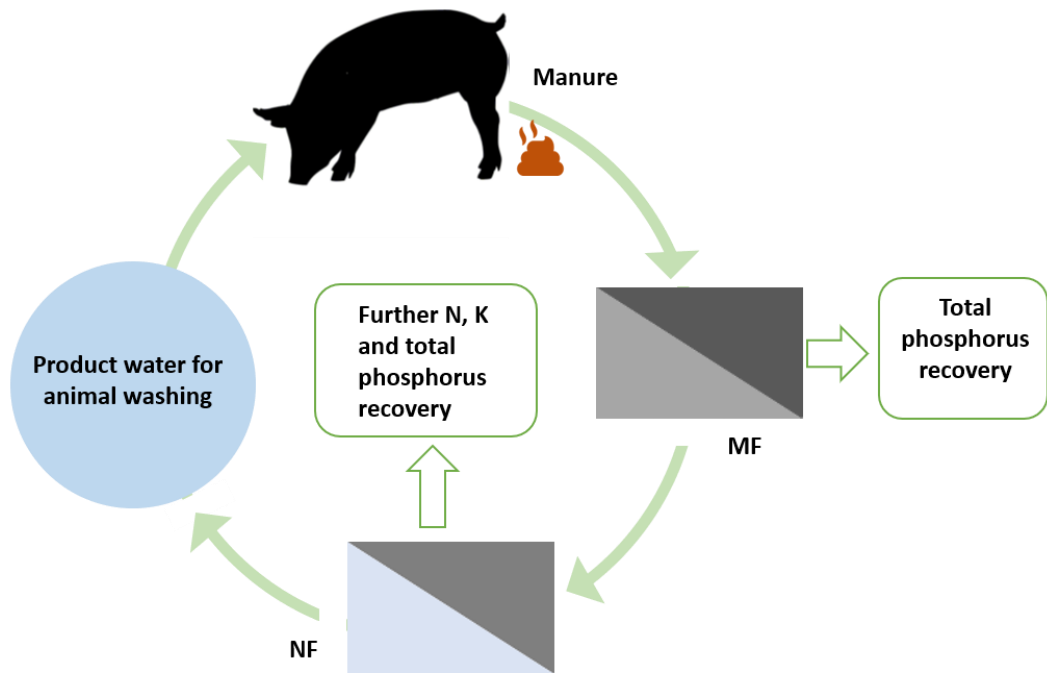 Manure
Total
phosphorus
recovery
MF
Further N, K
and total
phosphorus
recovery
NF
Product water for
animal washing